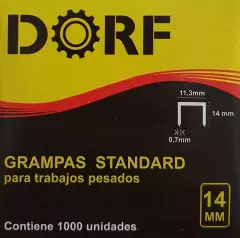 DORF
11,3mm
14 mm
0,7mm
GRAMPAS STANDARD
para trabajos pesados
14
MM
Contiene 1000 unidades